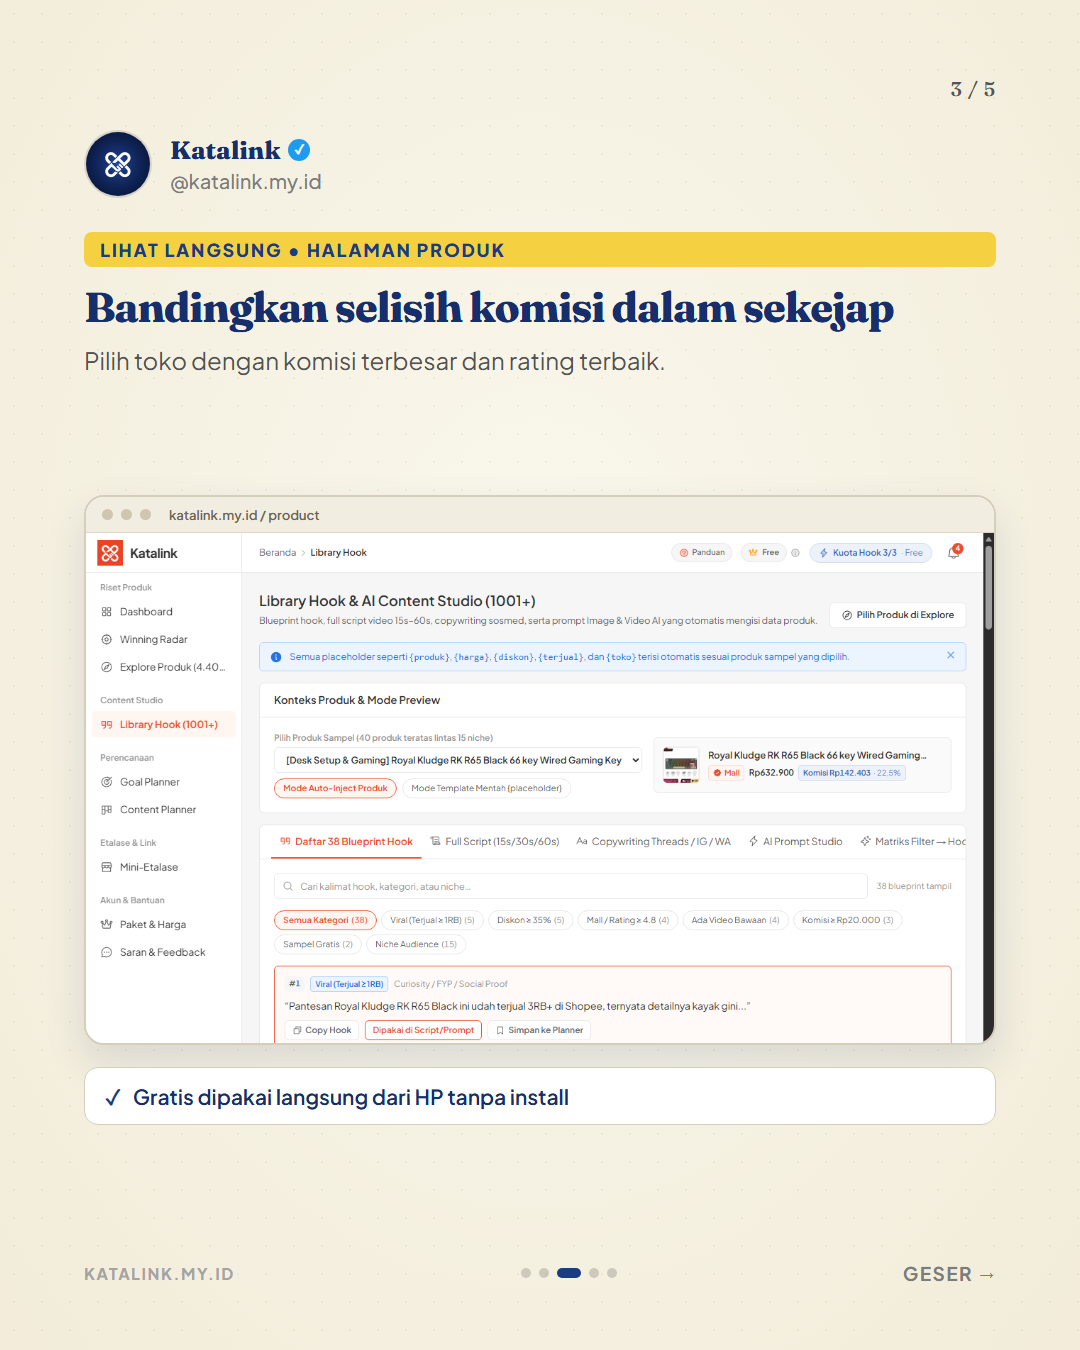 3 / 5
Katalink
@katalink.my.id
LIHAT LANGSUNG • HALAMAN PRODUK
Bandingkan selisih komisi dalam sekejap
Pilih toko dengan komisi terbesar dan rating terbaik.
katalink.my.id / product
Katalink
Beranda > Library Hook
Panduan
Free
Kuota Hook 3/3 · Free
4
Riset Produk
Dashboard
Winning Radar
Explore Produk (4.40...
Content Studio
Library Hook (1001+)
Perencanaan
Goal Planner
Content Planner
Etalase & Link
Mini-Etalase
Akun & Bantuan
Paket & Harga
Saran & Feedback
Library Hook & AI Content Studio (1001+)
Blueprint hook, full script video 15s-60s, copywriting sosmed, serta prompt Image & Video AI yang otomatis mengisi data produk.
Pilih Produk di Explore
Semua placeholder seperti {produk}, {harga}, {diskon}, {terjual}, dan {toko} terisi otomatis sesuai produk sampel yang dipilih.
Konteks Produk & Mode Preview
Pilih Produk Sampel (40 produk teratas lintas 15 niche)
[Desk Setup & Gaming] Royal Kludge RK R65 Black 66 key Wired Gaming Key
Mode Auto-Inject Produk
Mode Template Mentah {placeholder}
Royal Kludge RK R65 Black 66 key Wired Gaming...
Mall Rp632.900 Komisi Rp142.403 · 22.5%
Daftar 38 Blueprint Hook
Full Script (15s/30s/60s)
Copywriting Threads / IG / WA
AI Prompt Studio
Matriks Filter → Hoo
Cari kalimat hook, kategori, atau niche...
38 blueprint tampil
Semua Kategori (38)
Viral (Terjual ≥ 1RB) (5)
Diskon ≥ 35% (5)
Mall / Rating ≥ 4.8 (4)
Ada Video Bawaan (4)
Komisi ≥ Rp20.000 (3)
Sampel Gratis (2)
Niche Audience (15)
#1 Viral (Terjual ≥ 1RB) Curiosity / FYP / Social Proof
"Pantesan Royal Kludge RK R65 Black ini udah terjual 3RB+ di Shopee, ternyata detailnya kayak gini..."
Copy Hook
Dipakai di Script/Prompt
Simpan ke Planner
✓ Gratis dipakai langsung dari HP tanpa install
KATALINK.MY.ID
GESER →